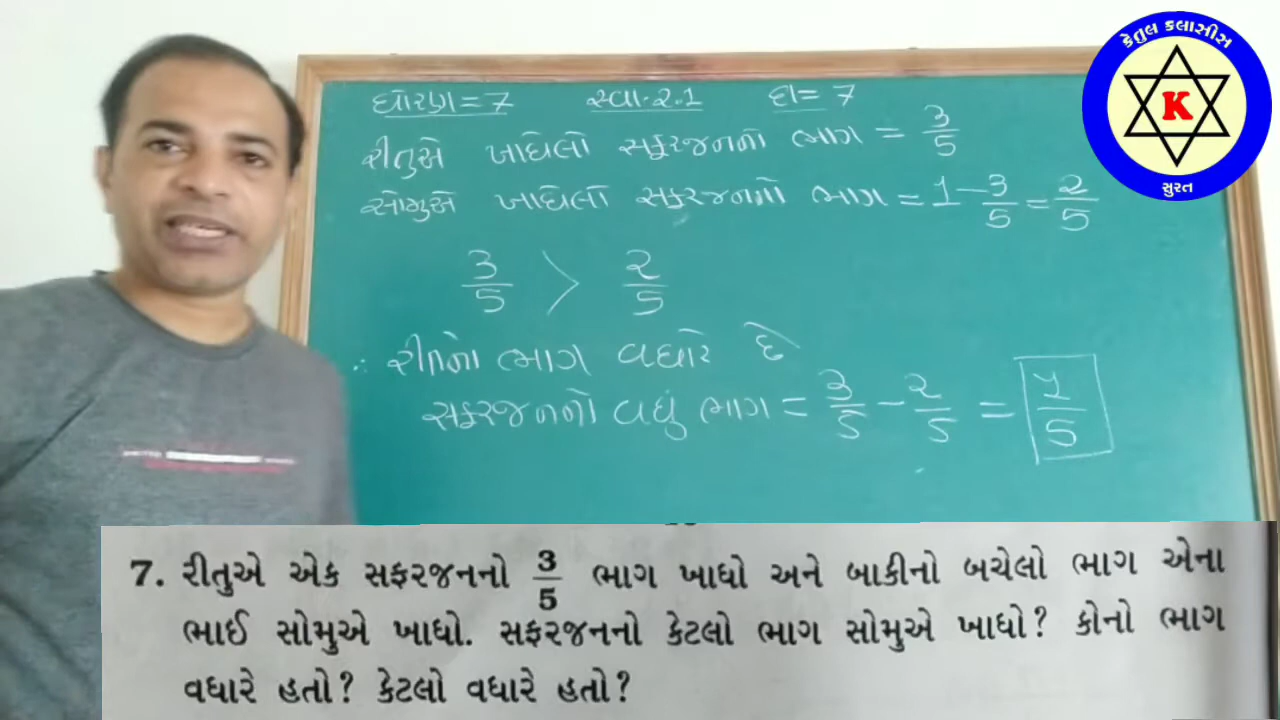 ધોરણ = 7 સ્વા. 2.1 દા = 7
રીતુએ ખાધેલો સફરજનનો ભાગ = 3/5
સોમુએ ખાધેલો સફરજનનો ભાગ = 1 - 3/5 = 2/5
3/5 > 2/5
∴ ભાગ વધારે છે
સફરજનનો વધું ભાગ = 3/5 - 2/5 = 1/5
કેતુલ કલાસીસ
K
સુરત
7. રીતુએ એક સફરજનનો 3/5 ભાગ ખાધો અને બાકીનો બચેલો ભાગ એના
ભાઈ સોમુએ ખાધો. સફરજનનો કેટલો ભાગ સોમુએ ખાધો? કોનો ભાગ
વધારે હતો? કેટલો વધારે હતો?